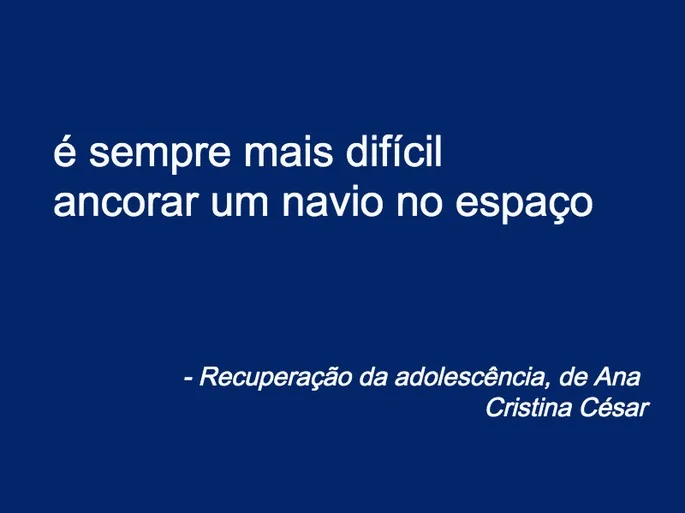 é sempre mais difícil
ancorar um navio no espaço
- Recuperação da adolescência, de Ana
Cristina César